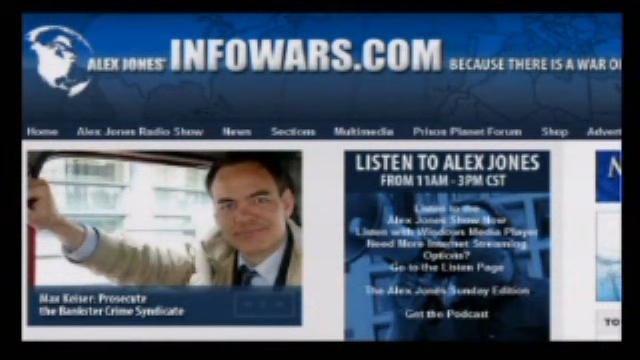 ALEX JONES' INFOWARS.COM BECAUSE THERE IS A WAR O
Home Alex Jones Radio Show News Sections Multimedia Prison Planet Forum Shop Advert
LISTEN TO ALEX JONES
FROM 11AM - 3PM CST
Listen to the
Alex Jones Show Now
Listen with Windows Media Player
Need More Internet Streaming
Options?
Go to the Listen Page
The Alex Jones Sunday Edition
Get the Podcast
Max Keiser: Prosecute
the Bankster Crime Syndicate
TO